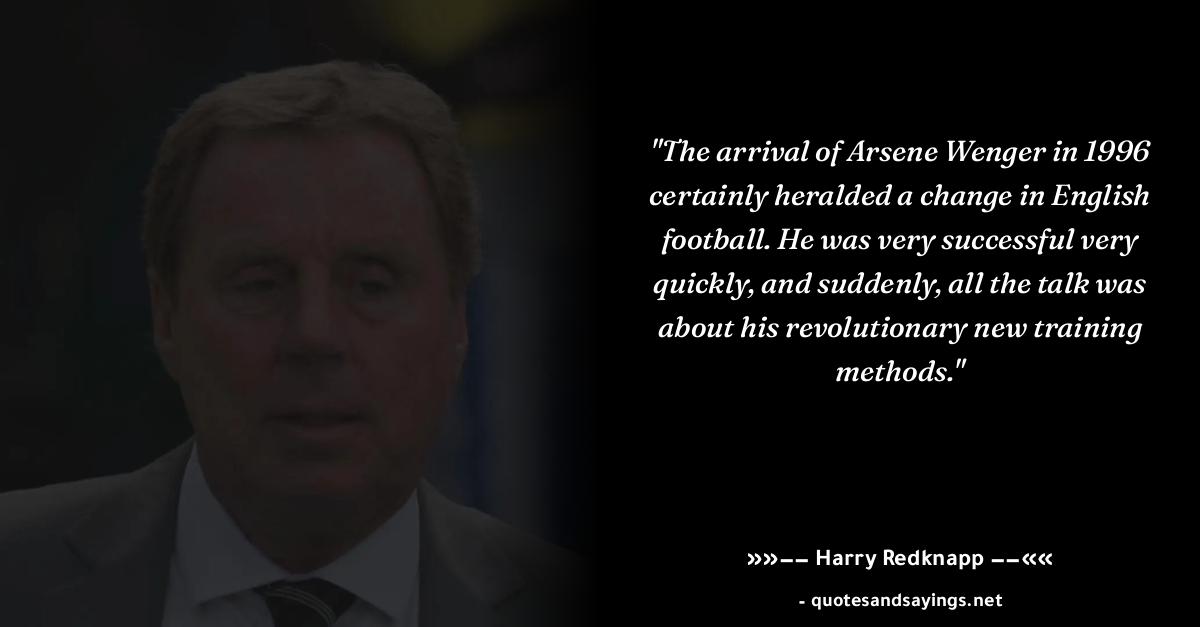 "The arrival of Arsene Wenger in 1996
certainly heralded a change in English
football. He was very successful very
quickly, and suddenly, all the talk was
about his revolutionary new training
methods."
»»–– Harry Redknapp ––««
- quotesandsayings.net